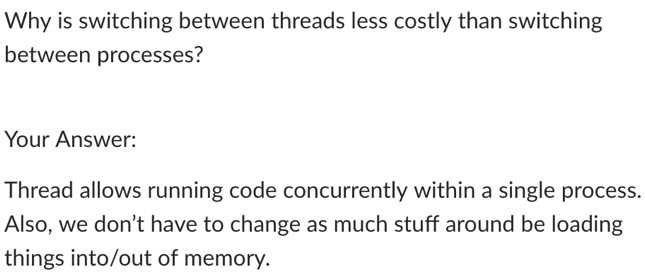 Why is switching between threads less costly than switching
between processes?
Your Answer:
Thread allows running code concurrently within a single process.
Also, we don’t have to change as much stuff around be loading
things into/out of memory.